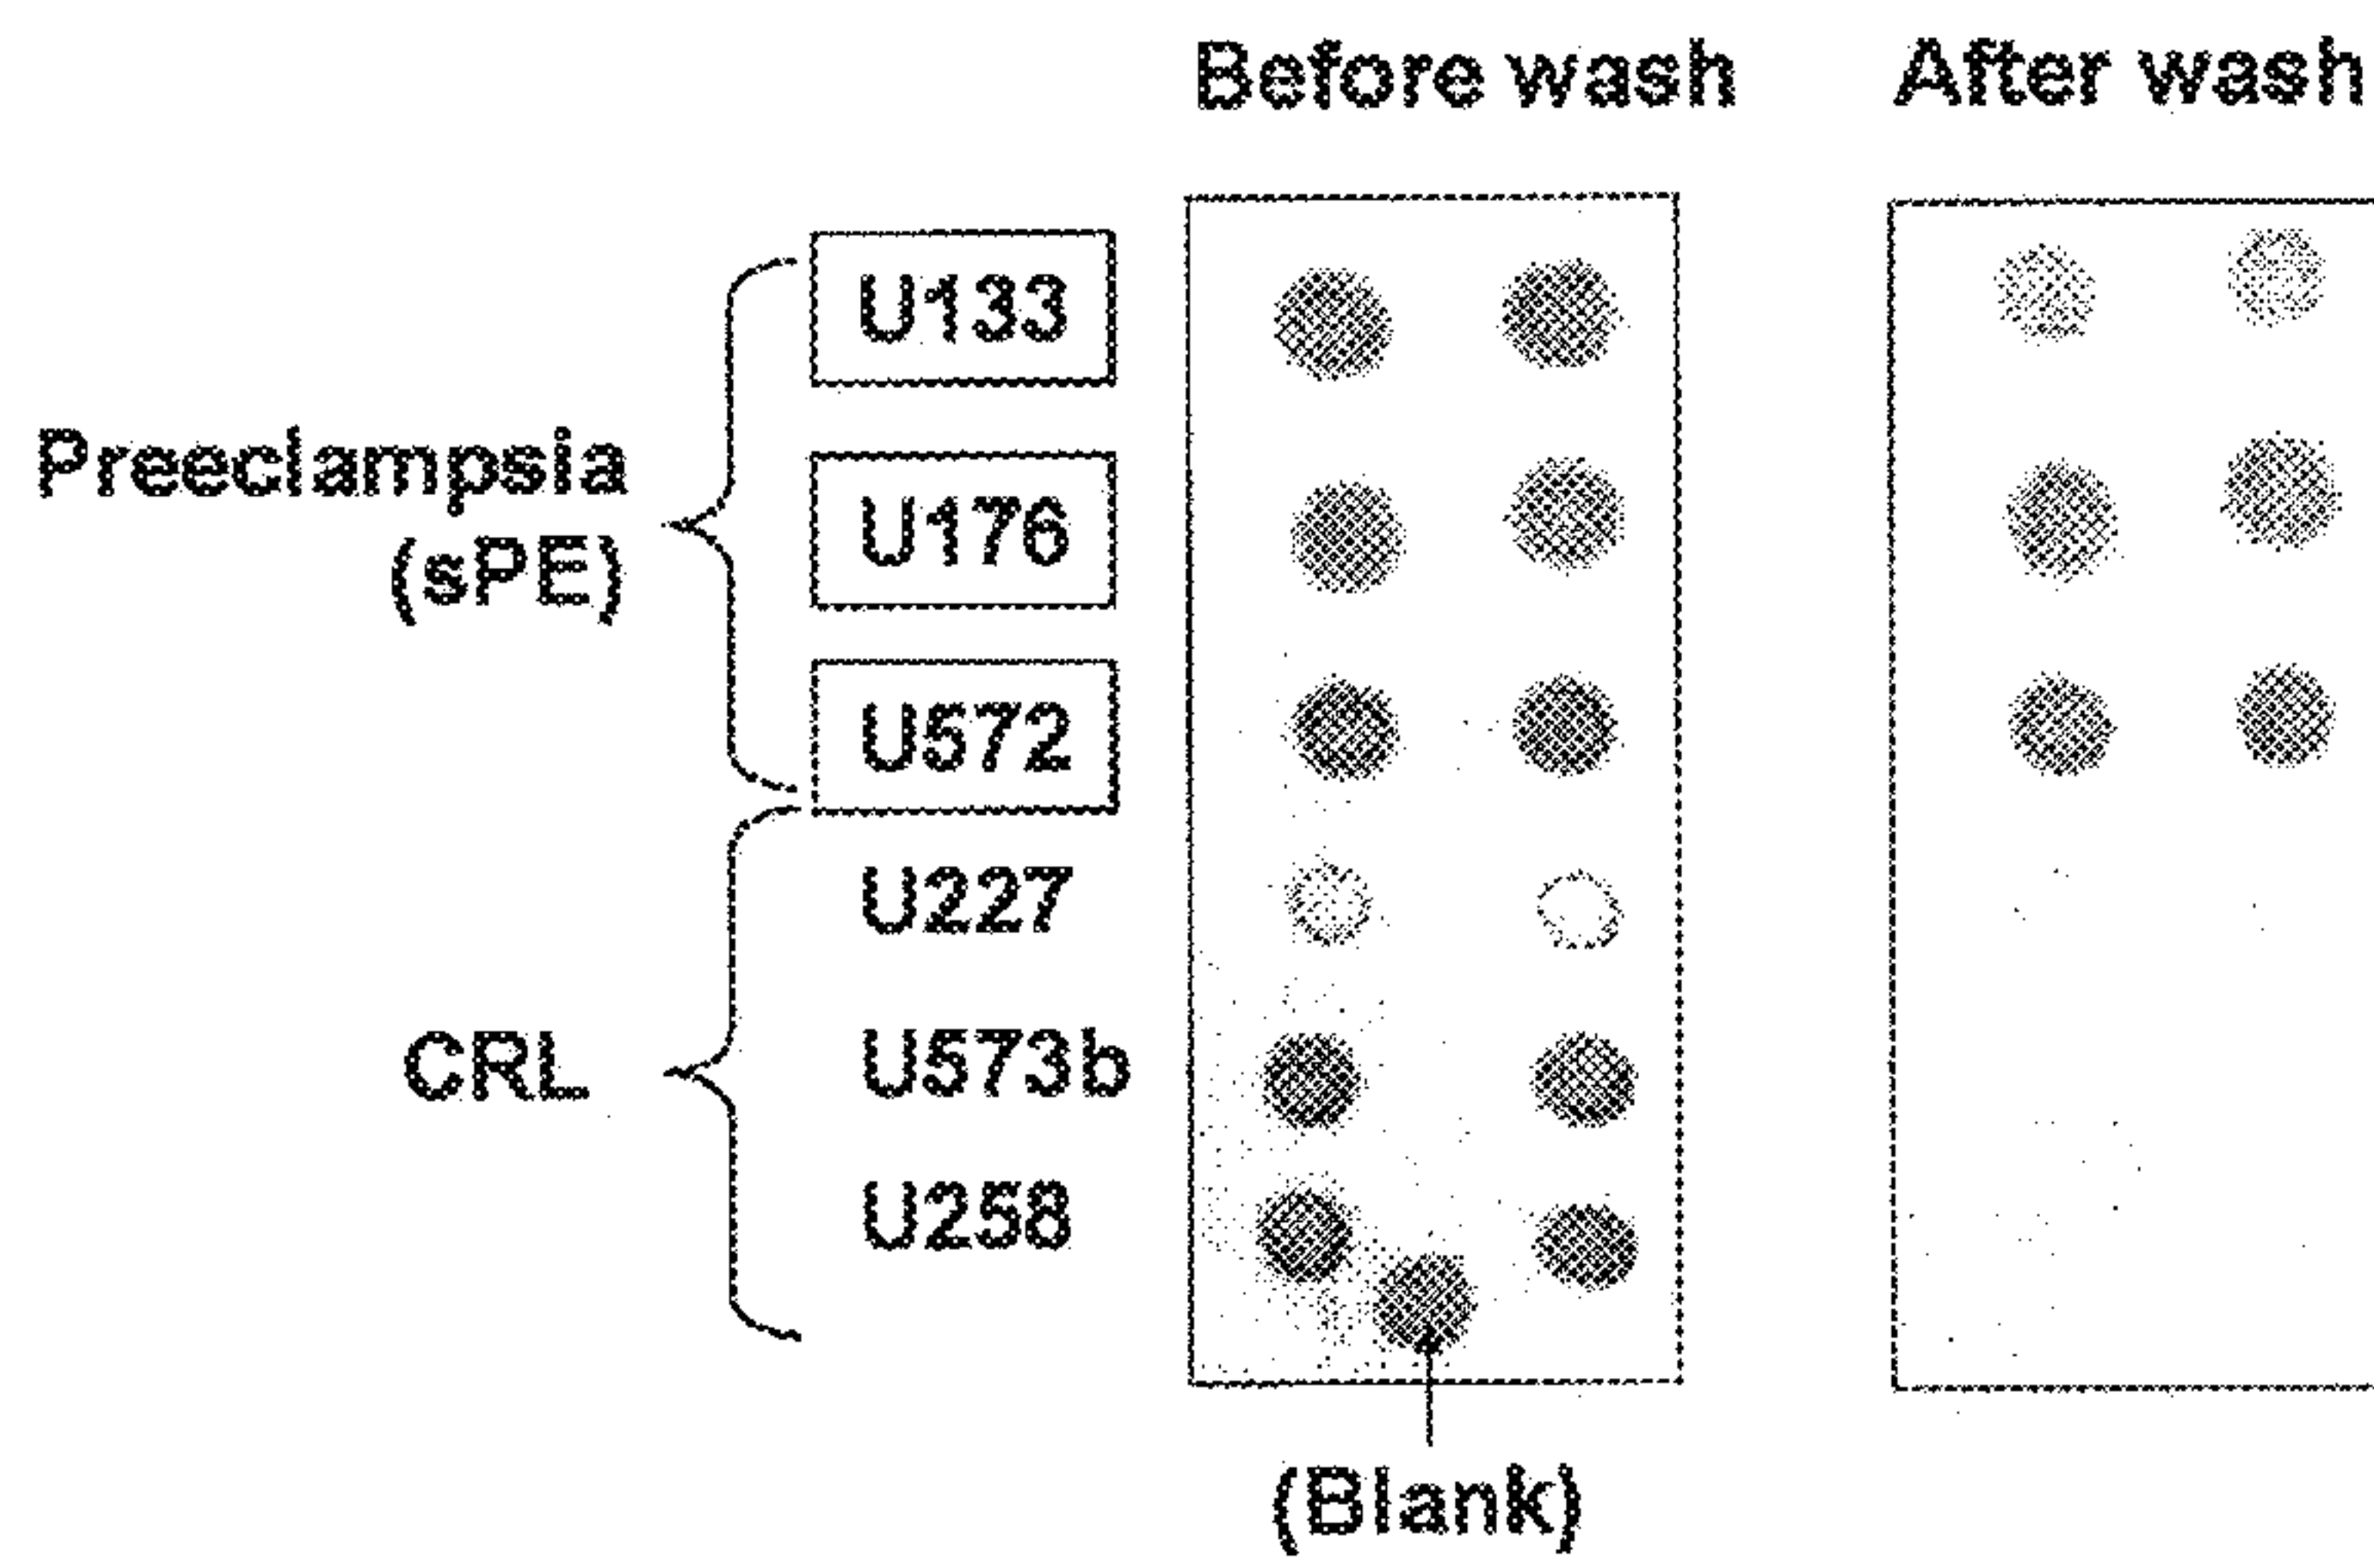 Before wash After wash
U133
U176
Preeclampsia
(sPE)
U572
U227
CRL U573b
U258
(Blank)